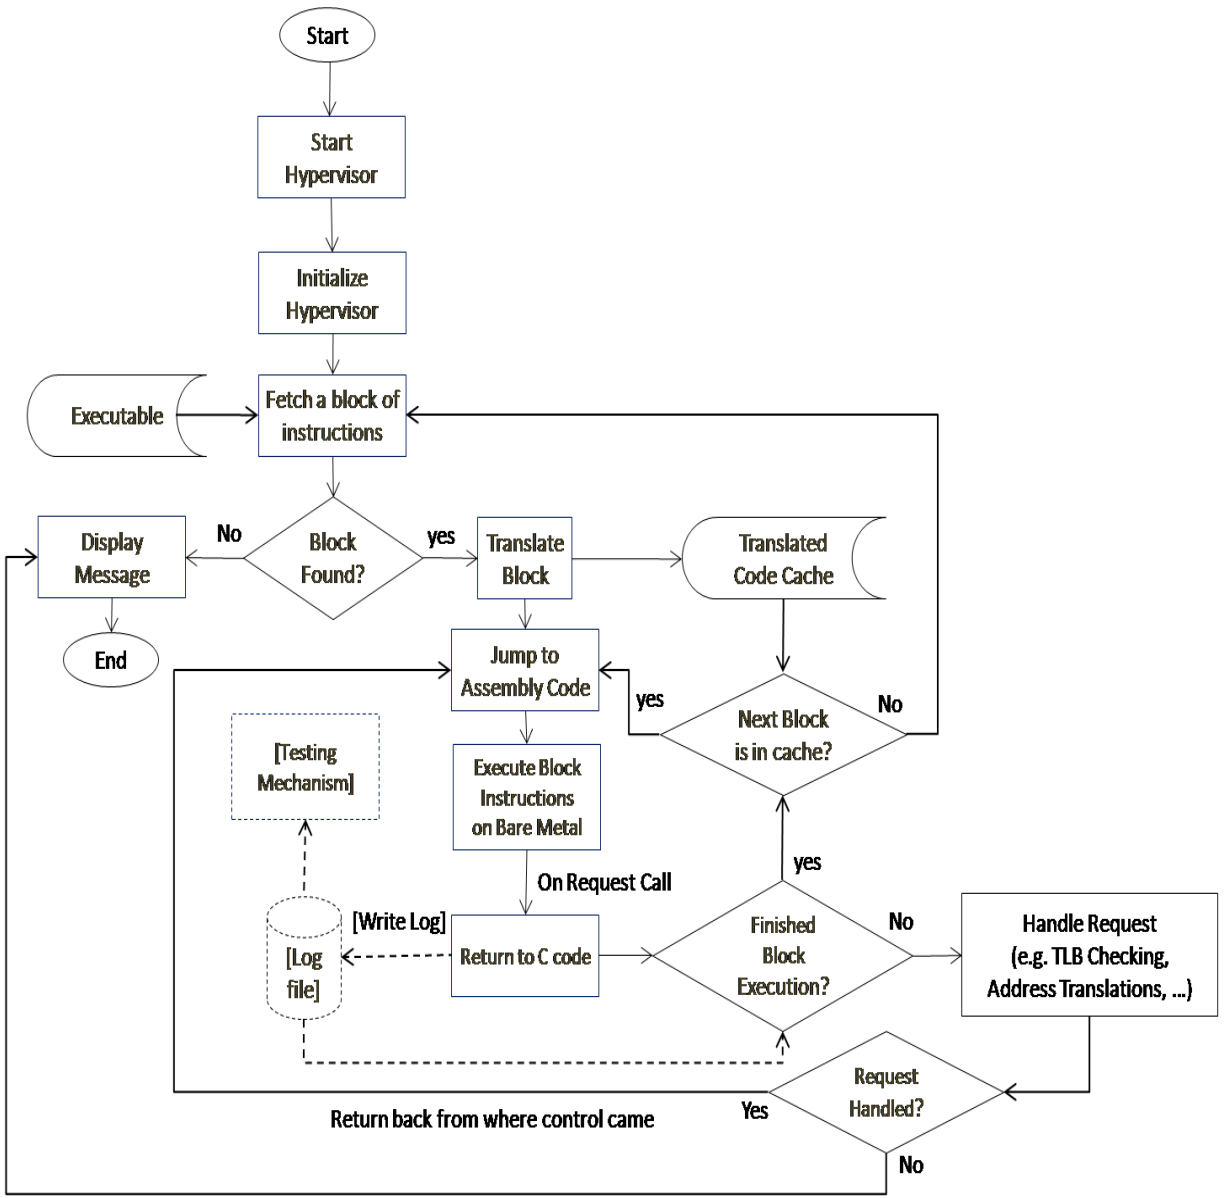 Start
Start
Hypervisor
Initialize
Hypervisor
Executable
Fetch a block of
instructions
Display
Message
No
Block
Found?
yes
Translate
Block
Translated
Code Cache
End
Jump to
Assembly Code
yes
Next Block
is in cache?
No
[Testing
Mechanism]
Execute Block
Instructions
on Bare Metal
yes
On Request Call
[Log
file]
[Write Log]
Return to C code
Finished
Block
Execution?
No
Handle Request
(e.g. TLB Checking,
Address Translations, ...)
Request
Handled?
Yes
Return back from where control came
No